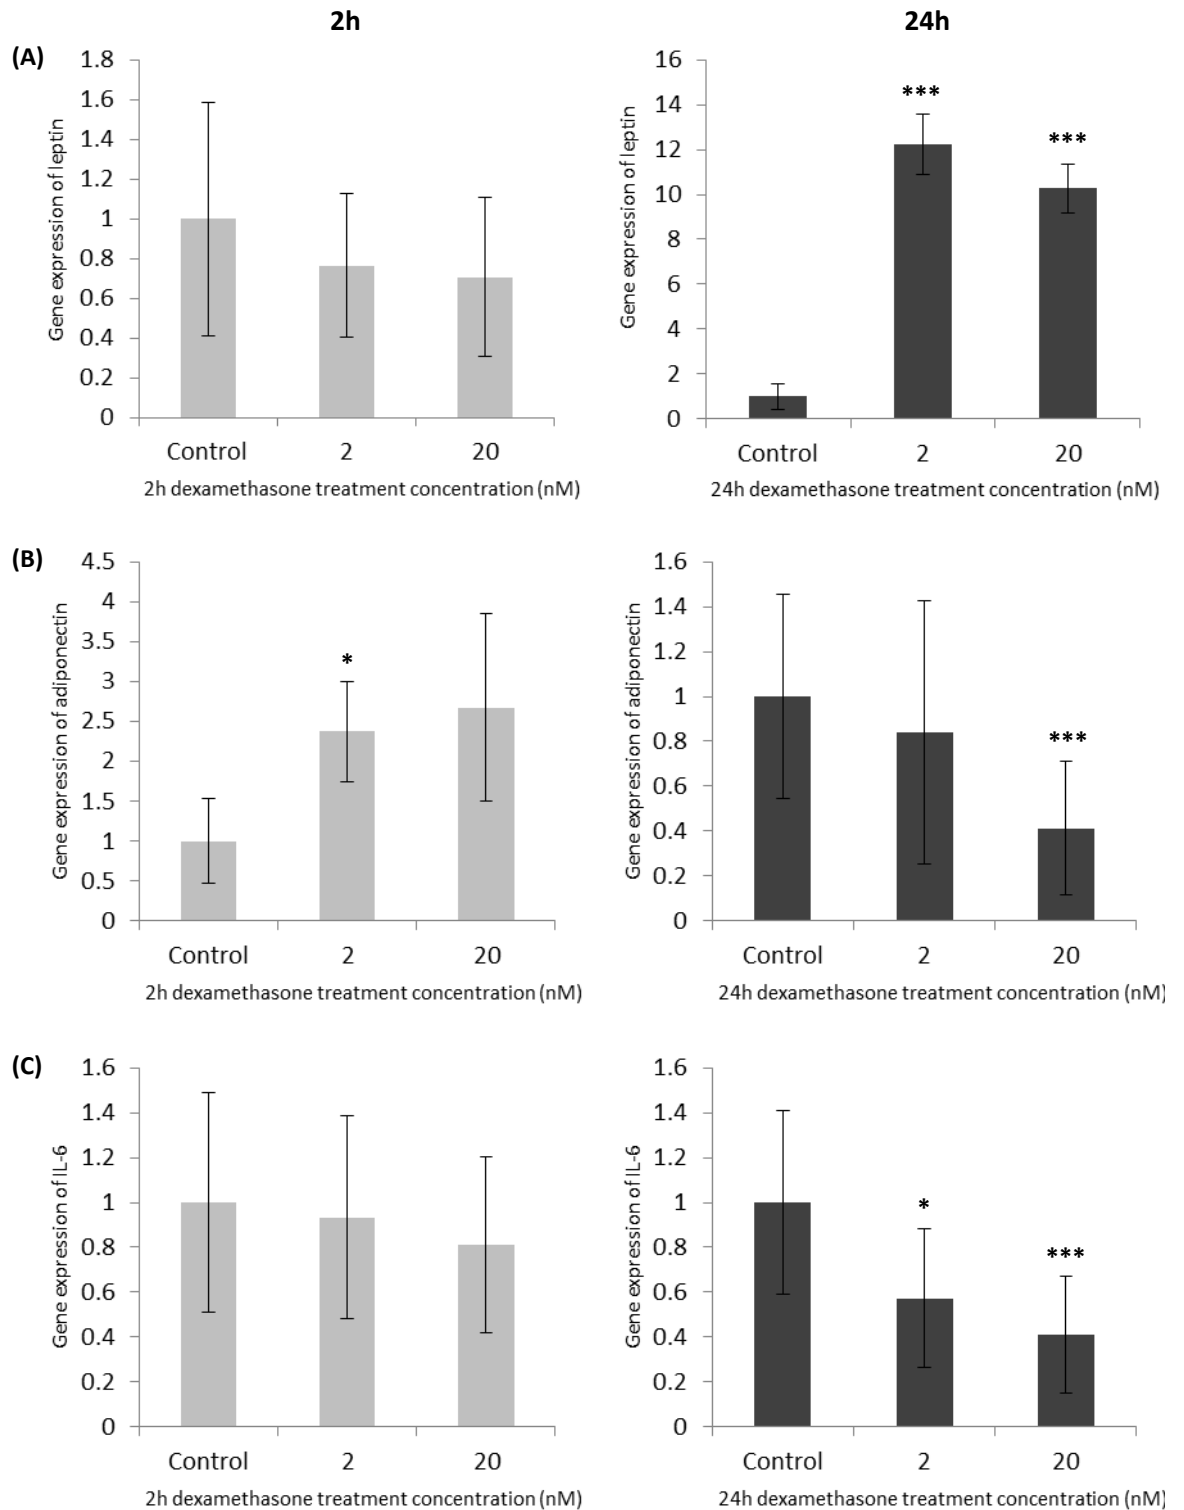 2h
24h
(A)
1.8
1.6
1.4
1.2
1
0.8
0.6
0.4
0.2
0
Gene expression of leptin
Control 2 20
2h dexamethasone treatment concentration (nM)
16
14
12
10
8
6
4
2
0
Gene expression of leptin
***
***
Control 2 20
24h dexamethasone treatment concentration (nM)
(B)
4.5
4
3.5
3
2.5
2
1.5
1
0.5
0
Gene expression of adiponectin
*
Control 2 20
2h dexamethasone treatment concentration (nM)
1.6
1.4
1.2
1
0.8
0.6
0.4
0.2
0
Gene expression of adiponectin
***
Control 2 20
24h dexamethasone treatment concentration (nM)
(C)
1.6
1.4
1.2
1
0.8
0.6
0.4
0.2
0
Gene expression of IL-6
Control 2 20
2h dexamethasone treatment concentration (nM)
1.6
1.4
1.2
1
0.8
0.6
0.4
0.2
0
Gene expression of IL-6
*
***
Control 2 20
24h dexamethasone treatment concentration (nM)